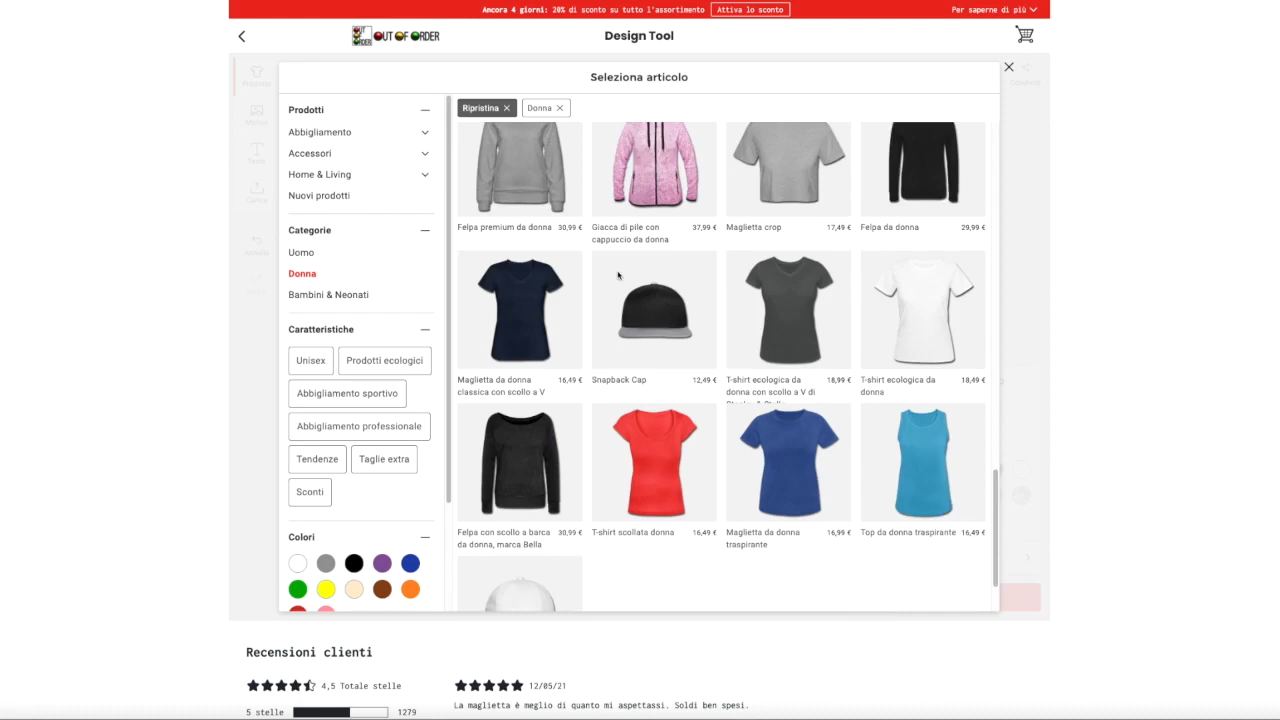 Ancora 4 giorni: 20% di sconto su tutto l'assortimento
Attiva lo sconto
Per saperne di più
OUT OF ORDER
Design Tool
Seleziona articolo
Prodotti
Abbigliamento
Accessori
Home & Living
Nuovi prodotti
Categorie
Uomo
Donna
Bambini & Neonati
Caratteristiche
Unisex
Prodotti ecologici
Abbigliamento sportivo
Abbigliamento professionale
Tendenze
Taglie extra
Sconti
Colori
Ripristina
Donna
Felpa premium da donna 30,99 €
Giacca di pile con 37,99 €
cappuccio da donna
Maglietta crop 17,49 €
Felpa da donna 29,99 €
Maglietta da donna 16,49 €
classica con scollo a V
Snapback Cap 12,49 €
T-shirt ecologica da 18,99 €
donna con scollo a V di
T-shirt ecologica da 18,49 €
donna
Felpa con scollo a barca 30,99 €
da donna, marca Bella
T-shirt scollata donna 16,49 €
Maglietta da donna 16,99 €
traspirante
Top da donna traspirante 16,49 €
Recensioni clienti
4,5 Totale stelle
5 stelle 1279
12/05/21
La maglietta è meglio di quanto mi aspettassi. Soldi ben spesi.